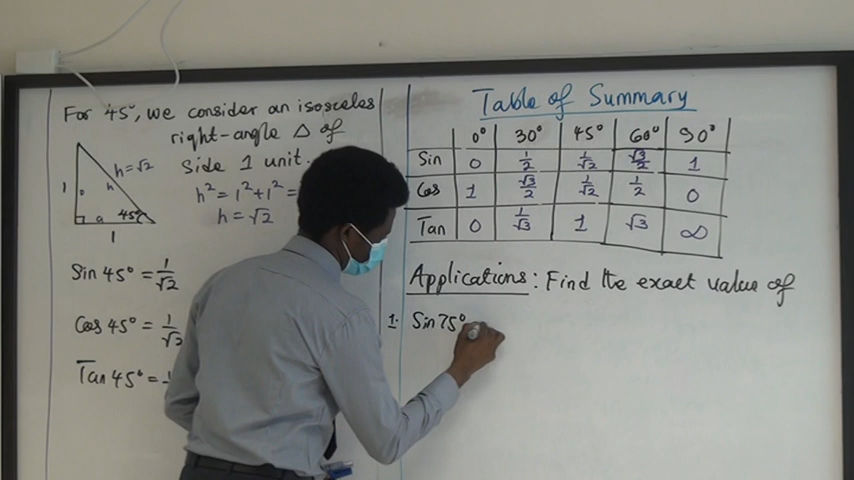 For 45°, we consider an isosceles
right-angle △ of
Side 1 unit.
h² = 1² + 1² =
h = √2
1
h = √2
h
o
a
45°
1
Sin 45° = 1/√2
Cos 45° = 1/√2
Tan 45° =
Table of Summary
0° 30° 45° 60° 90°
Sin 0 1/2 1/√2 √3/2 1
Cos 1 √3/2 1/√2 1/2 0
Tan 0 1/√3 1 √3 ∞
Applications: Find the exact value of
1. Sin 75°